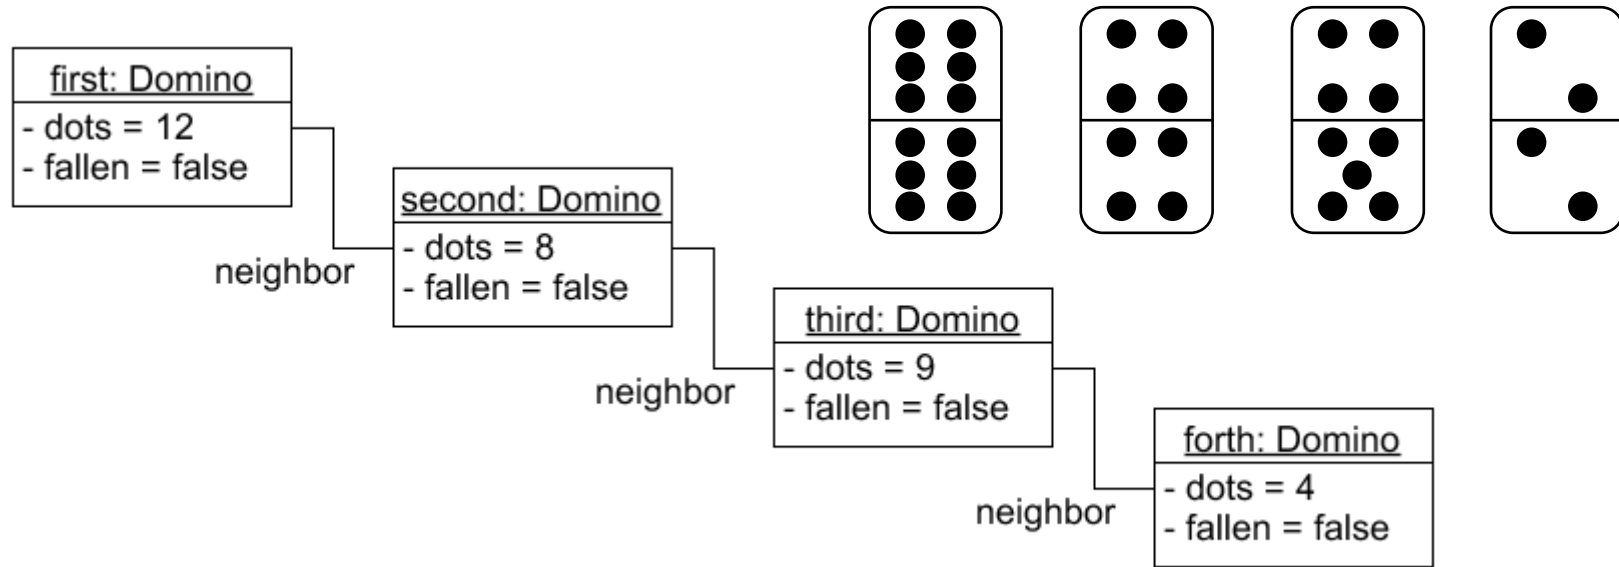 first: Domino
- dots = 12
- fallen = false
neighbor
second: Domino
- dots = 8
- fallen = false
neighbor
third: Domino
- dots = 9
- fallen = false
neighbor
forth: Domino
- dots = 4
- fallen = false